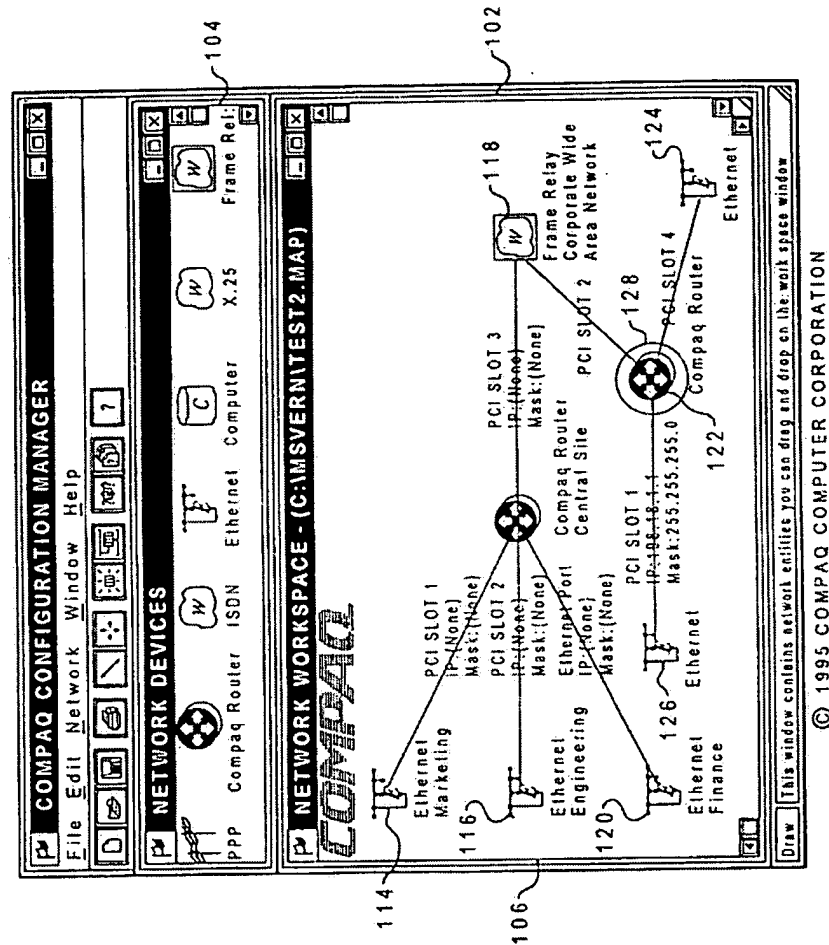 COMPAQ CONFIGURATION MANAGER
File Edit Network Window Help
?
NETWORK DEVICES
PPP
Compaq Router
ISDN
Ethernet
C
Computer
W
X.25
W
Frame Rel:
W
104
NETWORK WORKSPACE - (C:\MSVERN\TEST2.MAP)
COMPAQ
114
Ethernet
Marketing
116
Ethernet
Engineering
120
Ethernet
Finance
106
PCI SLOT 1
IP:(None)
Mask:(None)
PCI SLOT 2
IP:(None)
Mask:(None)
Ethernet Port
IP:(None)
Mask:(None)
Compaq Router
Central Site
PCI SLOT 3
IP:(None)
Mask:(None)
W
118
Frame Relay
Corporate Wide
Area Network
PCI SLOT 2
128
PCI SLOT 4
Compaq Router
122
PCI SLOT 1
IP:198.18.1.1
Mask:255.255.255.0
126
Ethernet
124
Ethernet
102
Draw
This window contains network entities you can drag and drop on the work space window
© 1995 COMPAQ COMPUTER CORPORATION